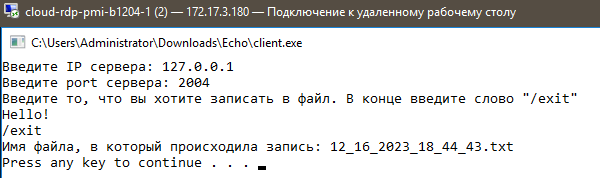 cloud-rdp-pmi-b1204-1 (2) — 172.17.3.180 — Подключение к удаленному рабочему столу
C:\Users\Administrator\Downloads\Echo\client.exe
Введите IP сервера: 127.0.0.1
Введите port сервера: 2004
Введите то, что вы хотите записать в файл. В конце введите слово "/exit"
Hello!
/exit
Имя файла, в который происходила запись: 12_16_2023_18_44_43.txt
Press any key to continue . . .